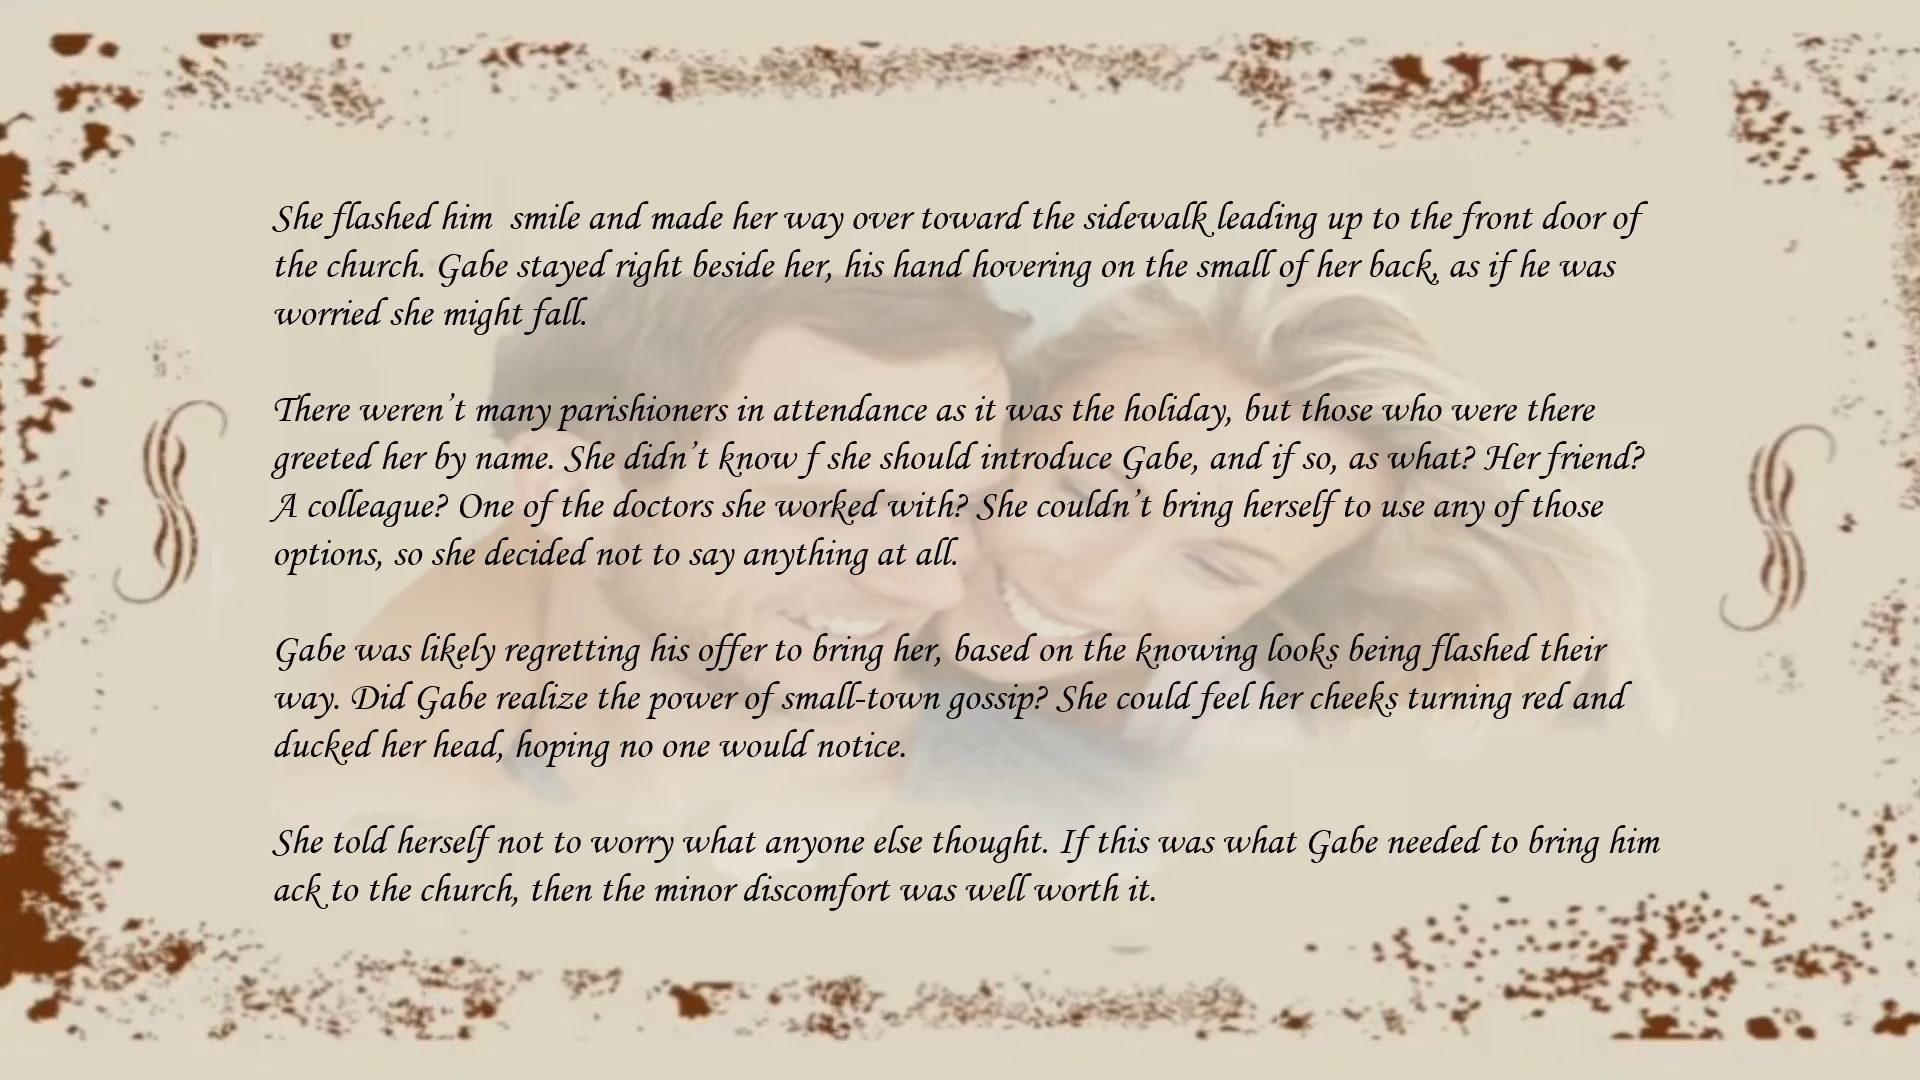 She flashed him  smile and made her way over toward the sidewalk leading up to the front door of
the church. Gabe stayed right beside her, his hand hovering on the small of her back, as if he was
worried she might fall.
There weren’t many parishioners in attendance as it was the holiday, but those who were there
greeted her by name. She didn’t know f she should introduce Gabe, and if so, as what? Her friend?
A colleague? One of the doctors she worked with? She couldn’t bring herself to use any of those
options, so she decided not to say anything at all.
Gabe was likely regretting his offer to bring her, based on the knowing looks being flashed their
way. Did Gabe realize the power of small-town gossip? She could feel her cheeks turning red and
ducked her head, hoping no one would notice.
She told herself not to worry what anyone else thought. If this was what Gabe needed to bring him
ack to the church, then the minor discomfort was well worth it.